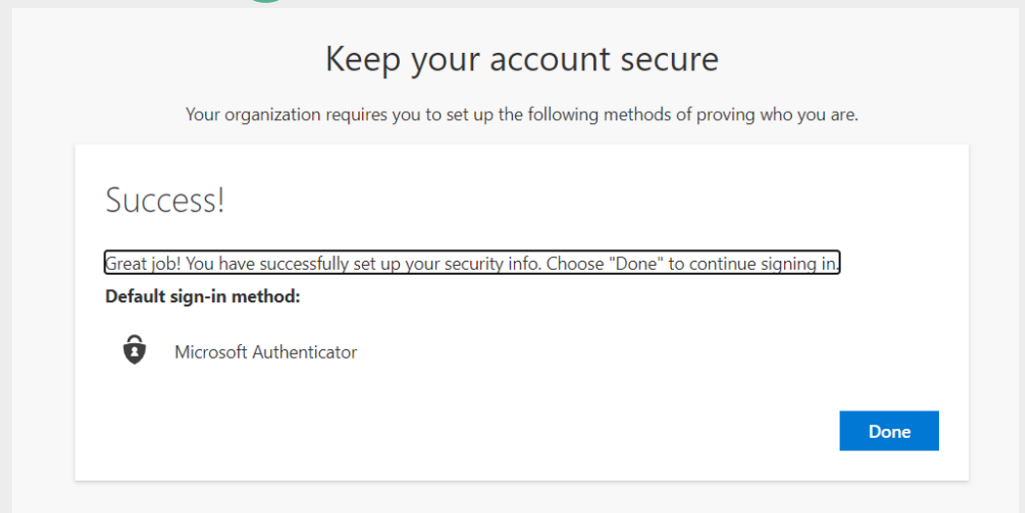 Keep your account secure
Your organization requires you to set up the following methods of proving who you are.
Success!
Great job! You have successfully set up your security info. Choose "Done" to continue signing in.
Default sign-in method:
Microsoft Authenticator
Done